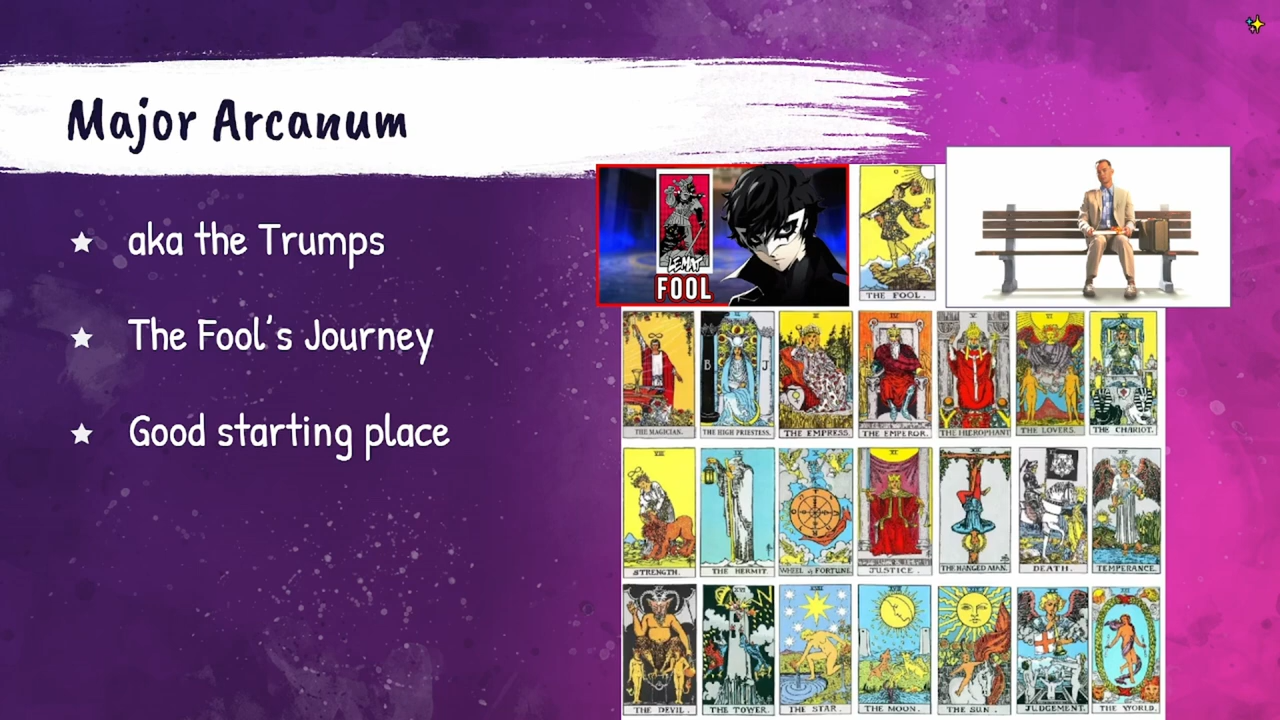 Major Arcanum
aka the Trumps
The Fool's Journey
Good starting place
LE MAT
FOOL
0
THE FOOL.
B J
THE MAGICIAN. THE HIGH PRIESTESS. THE EMPRESS. THE EMPEROR. THE HIEROPHANT THE LOVERS. THE CHARIOT.
STRENGTH. THE HERMIT. WHEEL of FORTUNE. JUSTICE. THE HANGED MAN. DEATH. TEMPERANCE.
THE DEVIL. THE TOWER. THE STAR. THE MOON. THE SUN. JUDGEMENT. THE WORLD.